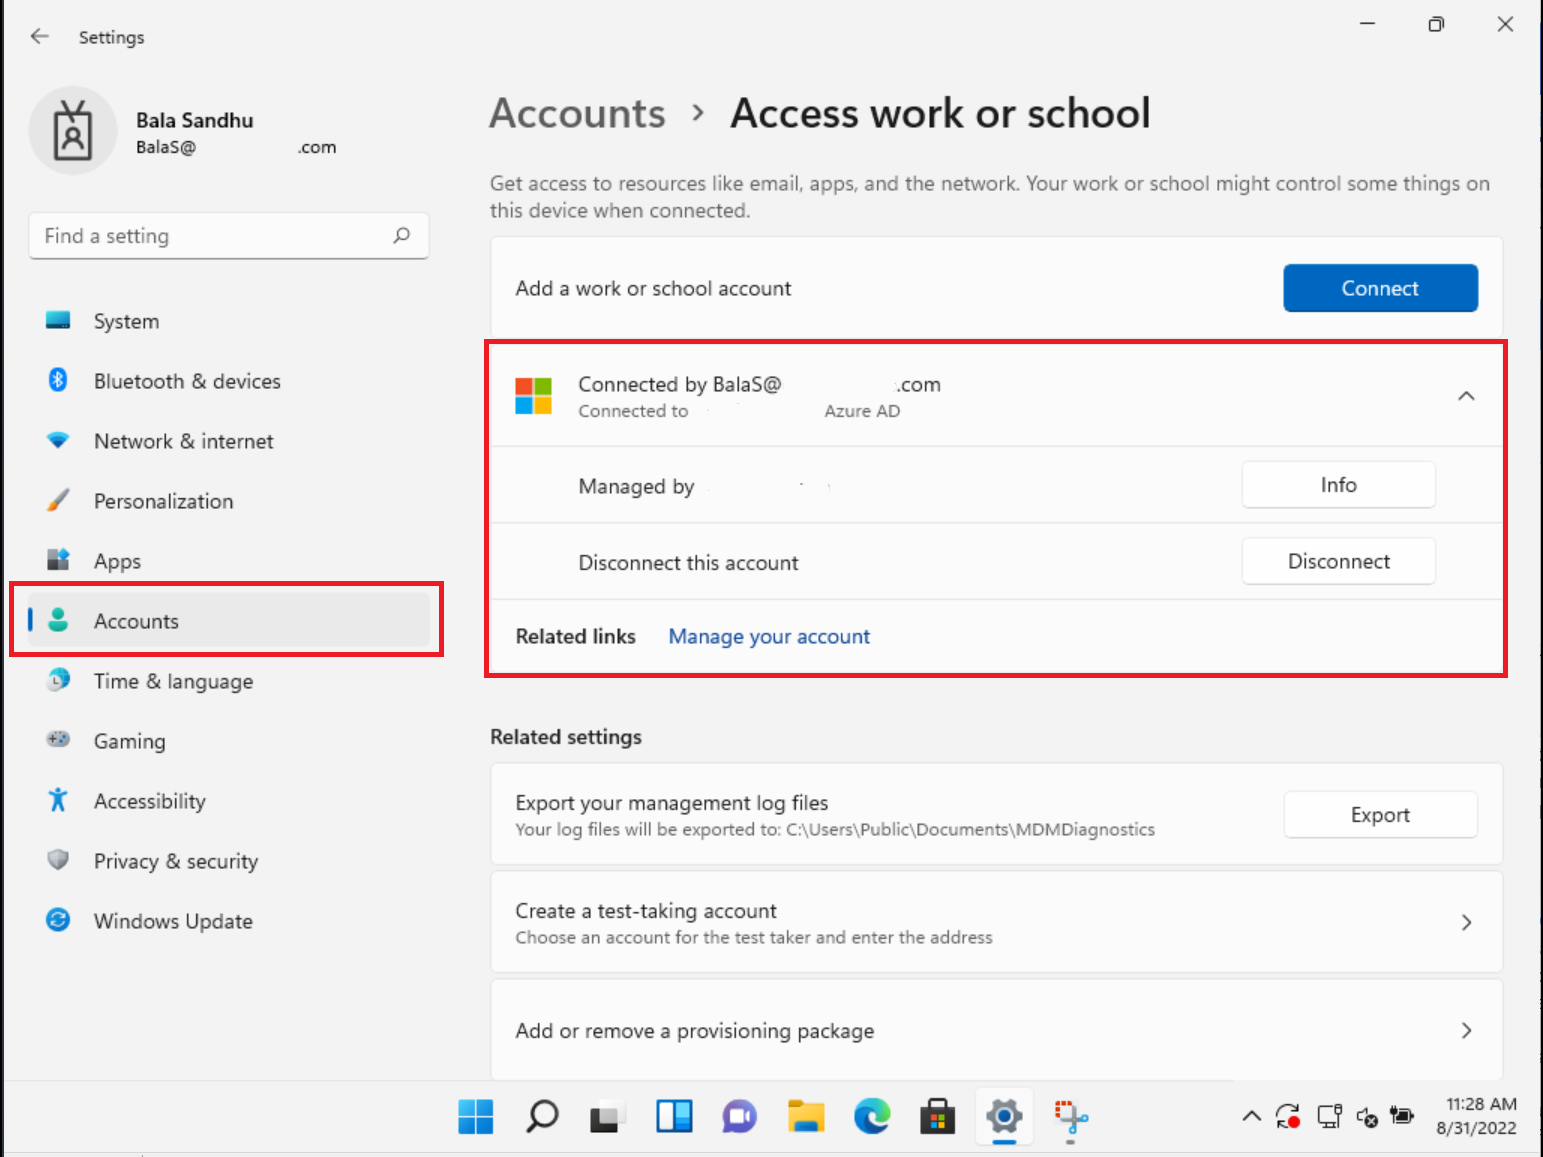 Settings
Bala Sandhu
BalaS@ .com
Find a setting
System
Bluetooth & devices
Network & internet
Personalization
Apps
Accounts
Time & language
Gaming
Accessibility
Privacy & security
Windows Update
Accounts > Access work or school
Get access to resources like email, apps, and the network. Your work or school might control some things on
this device when connected.
Add a work or school account
Connect
Connected by BalaS@ .com
Connected to Azure AD
Managed by
Info
Disconnect this account
Disconnect
Related links Manage your account
Related settings
Export your management log files
Your log files will be exported to: C:\Users\Public\Documents\MDMDiagnostics
Export
Create a test-taking account
Choose an account for the test taker and enter the address
Add or remove a provisioning package
11:28 AM
8/31/2022